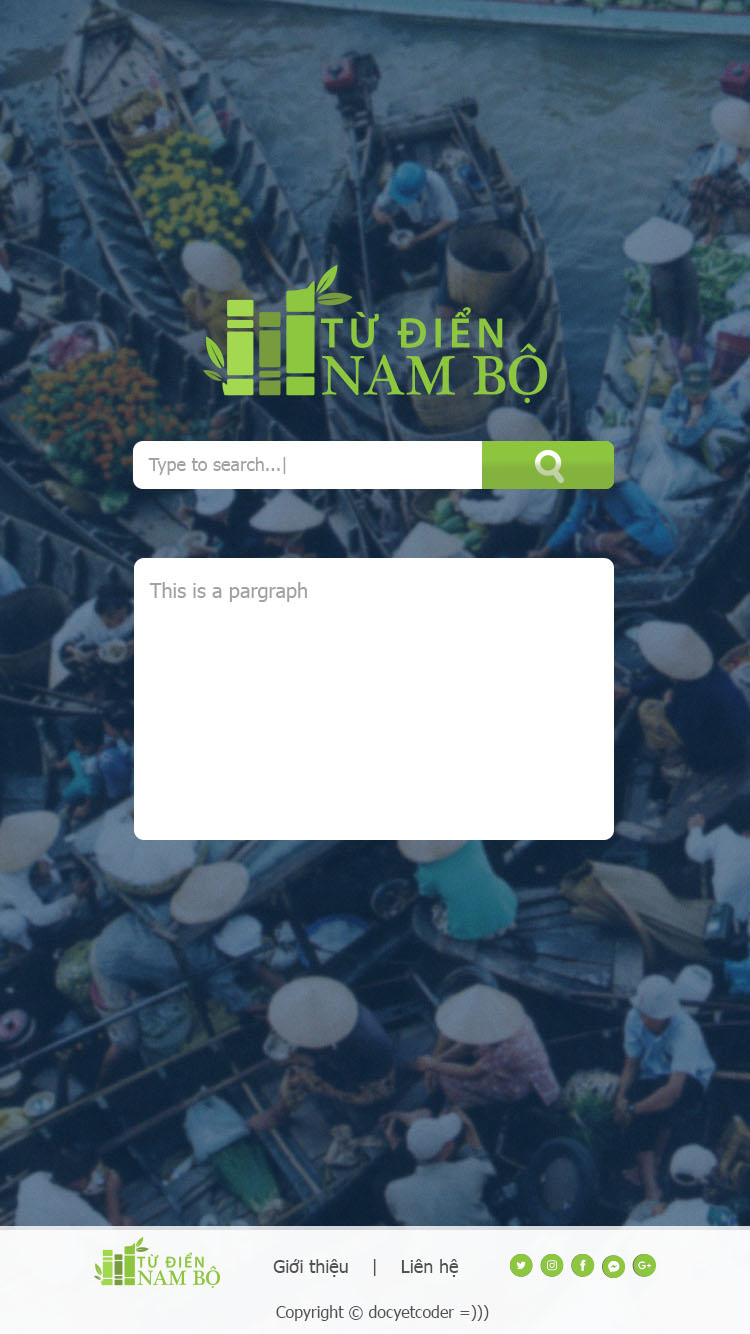 TỪ ĐIỂN
NAM BỘ
Type to search...|
This is a pargraph
TỪ ĐIỂN
NAM BỘ
Giới thiệu | Liên hệ
Copyright © docyetcoder =)))